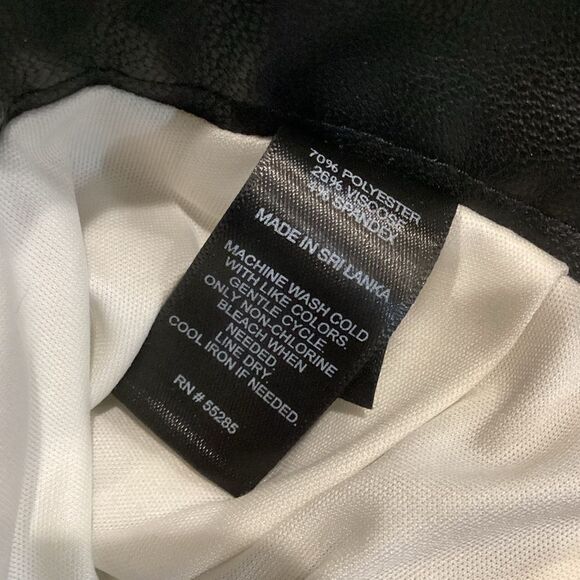 70% POLYESTER
26% VISCOSE
4% SPANDEX
MADE IN SRI LANKA
MACHINE WASH COLD
WITH LIKE COLORS.
GENTLE CYCLE
ONLY NON-CHLORINE
BLEACH WHEN
NEEDED.
LINE DRY.
COOL IRON IF NEEDED.
RN # 55285